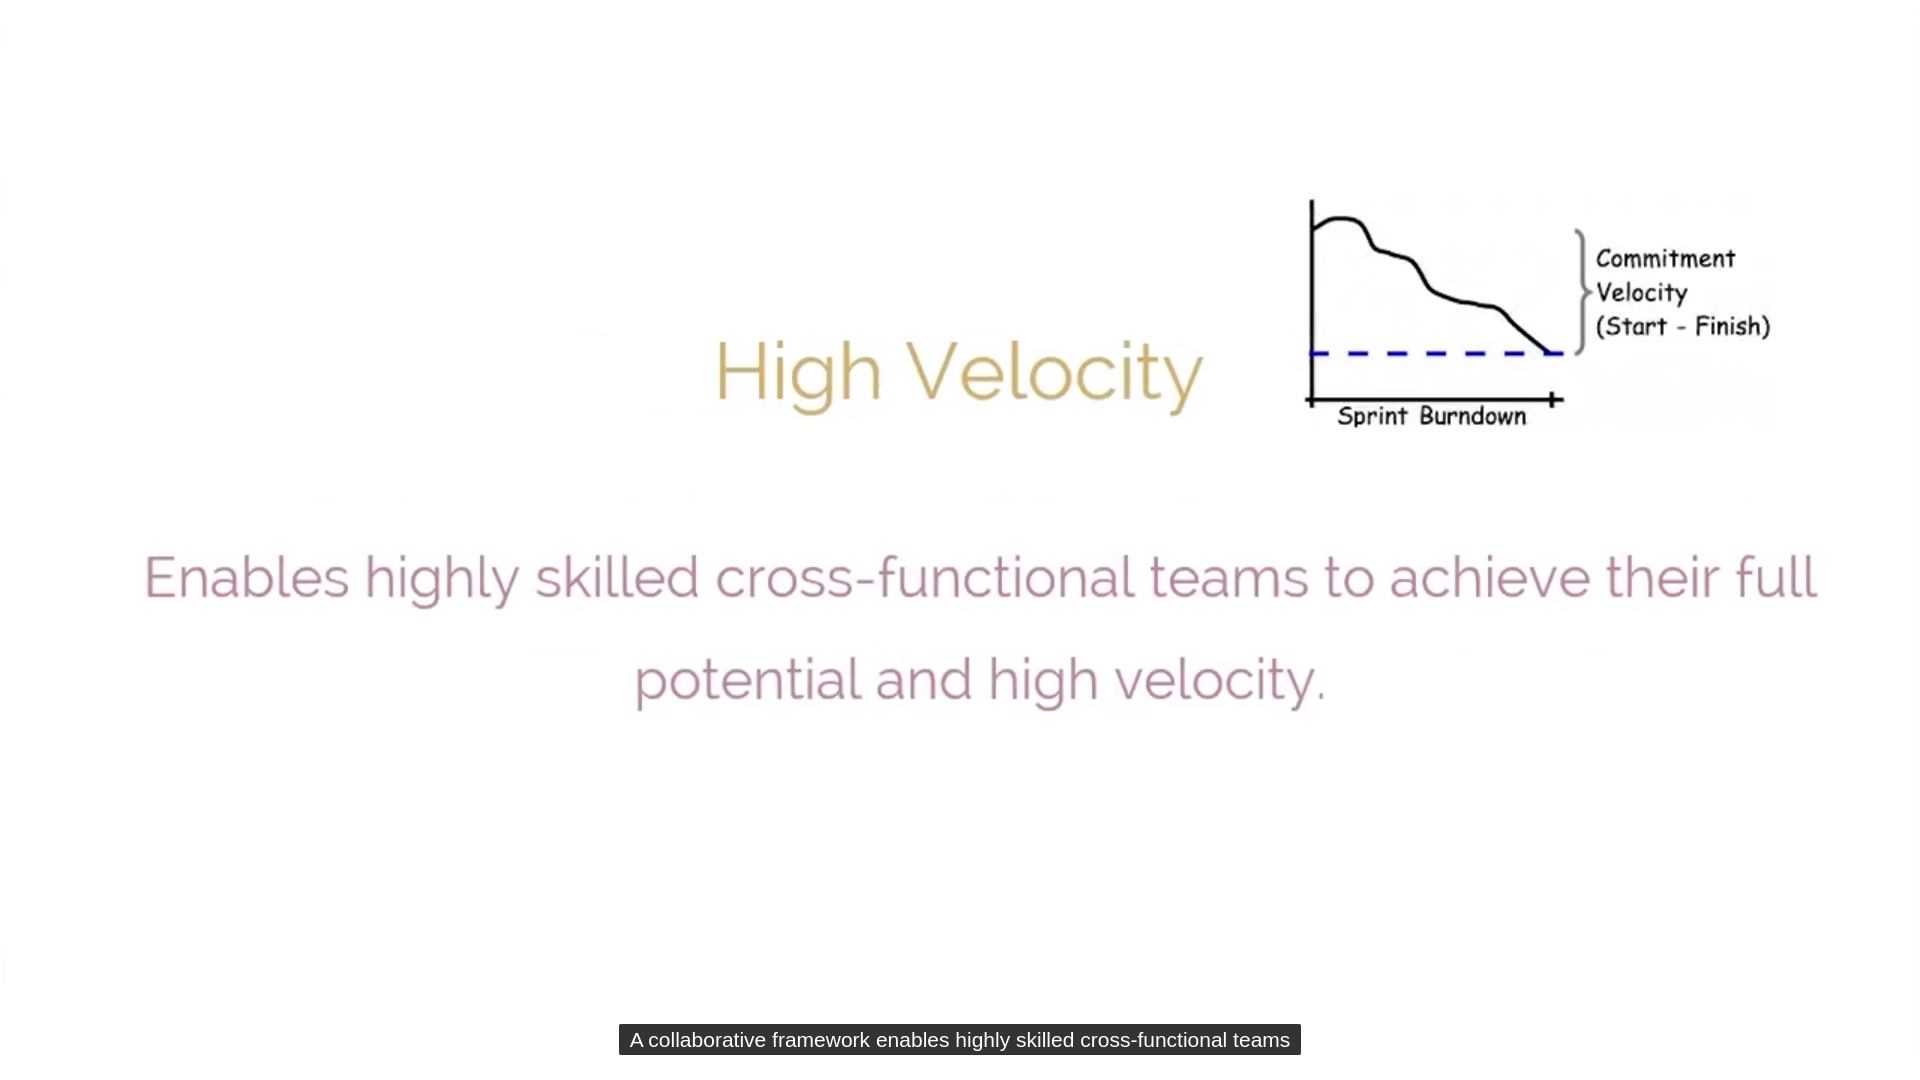 High Velocity
Commitment
Velocity
(Start - Finish)
Sprint Burndown
Enables highly skilled cross-functional teams to achieve their full
potential and high velocity.
A collaborative framework enables highly skilled cross-functional teams